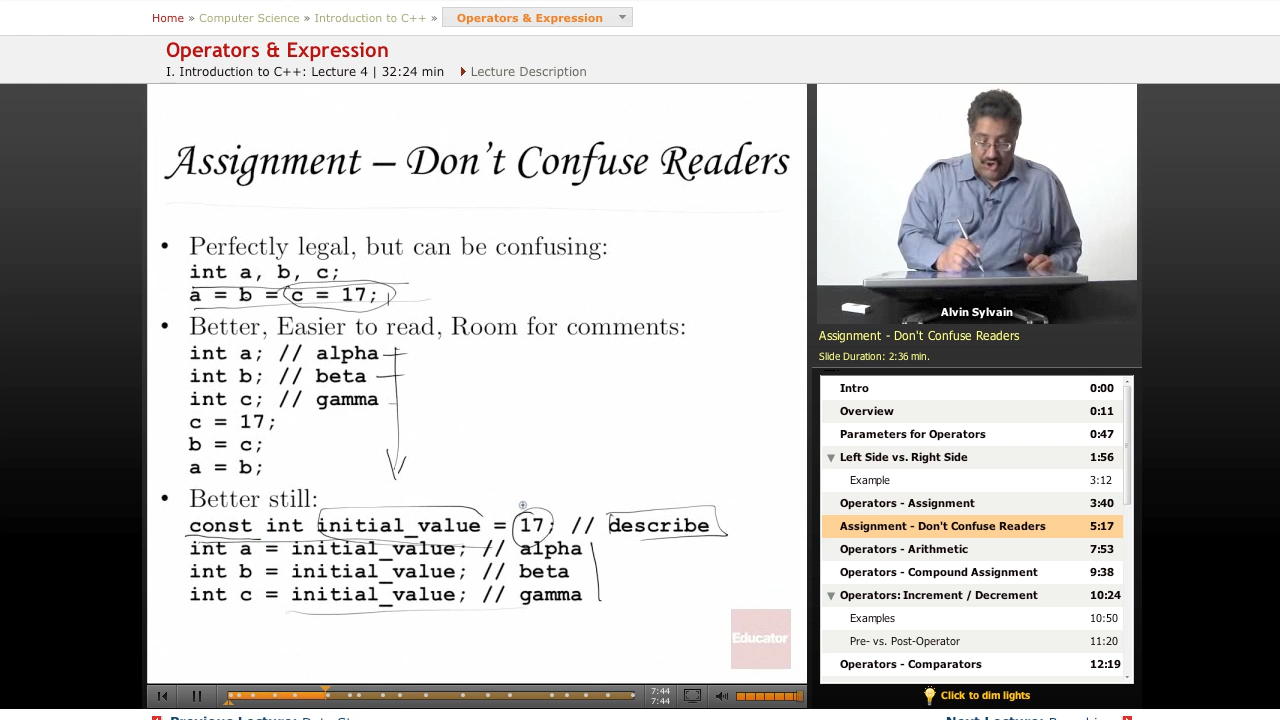 Home » Computer Science » Introduction to C++ » Operators & Expression
Operators & Expression
I. Introduction to C++: Lecture 4 | 32:24 min Lecture Description
Assignment – Don't Confuse Readers
• Perfectly legal, but can be confusing:
int a, b, c;
a = b = c = 17;
• Better, Easier to read, Room for comments:
int a; // alpha
int b; // beta
int c; // gamma
c = 17;
b = c;
a = b;
• Better still:
const int initial_value = 17; // describe
int a = initial_value; // alpha
int b = initial_value; // beta
int c = initial_value; // gamma
Educator
7:44
7:44
Alvin Sylvain
Assignment - Don't Confuse Readers
Slide Duration: 2:36 min.
Intro 0:00
Overview 0:11
Parameters for Operators 0:47
Left Side vs. Right Side 1:56
Example 3:12
Operators - Assignment 3:40
Assignment - Don't Confuse Readers 5:17
Operators - Arithmetic 7:53
Operators - Compound Assignment 9:38
Operators: Increment / Decrement 10:24
Examples 10:50
Pre- vs. Post-Operator 11:20
Operators - Comparators 12:19
Click to dim lights
Previous Lecture:
Next Lecture: